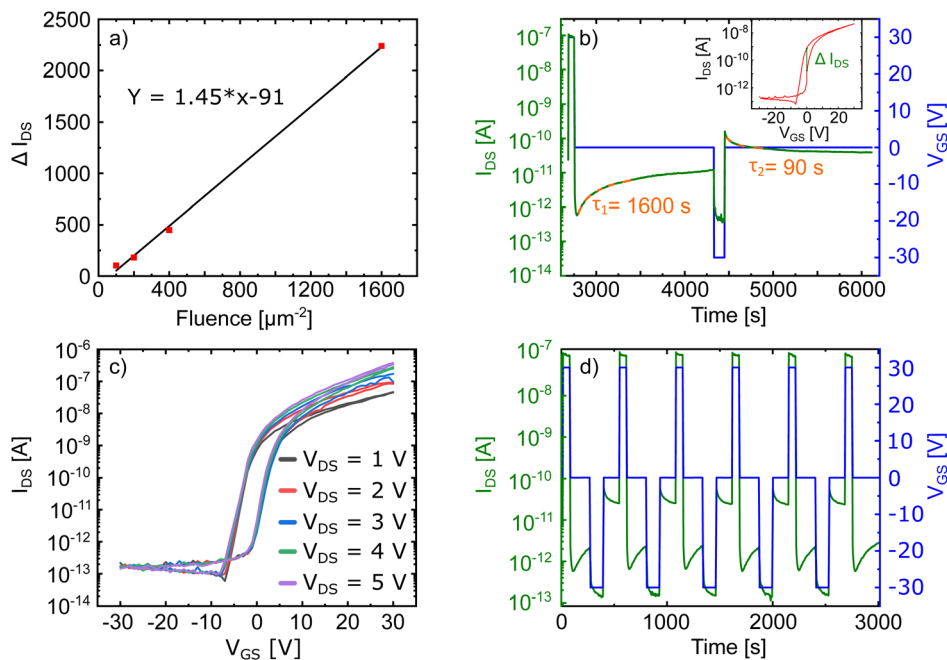 a)
Y = 1.45*x-91
Δ I_DS
2500
2000
1500
1000
500
0
0 400 800 1200 1600
Fluence [µm⁻²]
b)
I_DS [A]
10⁻⁷
10⁻⁸
10⁻⁹
10⁻¹⁰
10⁻¹¹
10⁻¹²
10⁻¹³
10⁻¹⁴
τ₁= 1600 s
τ₂= 90 s
3000 4000 5000 6000
Time [s]
30
20
10
0
-10
-20
-30
V_GS [V]
I_DS [A]
10⁻⁸
10⁻¹²
Δ I_DS
-20 0 20
V_GS [V]
c)
I_DS [A]
10⁻⁶
10⁻⁷
10⁻⁸
10⁻⁹
10⁻¹⁰
10⁻¹¹
10⁻¹²
10⁻¹³
10⁻¹⁴
V_DS = 1 V
V_DS = 2 V
V_DS = 3 V
V_DS = 4 V
V_DS = 5 V
-30 -20 -10 0 10 20 30
V_GS [V]
d)
I_DS [A]
10⁻⁷
10⁻⁸
10⁻⁹
10⁻¹⁰
10⁻¹¹
10⁻¹²
10⁻¹³
0 1000 2000 3000
Time [s]
30
20
10
0
-10
-20
-30
V_GS [V]